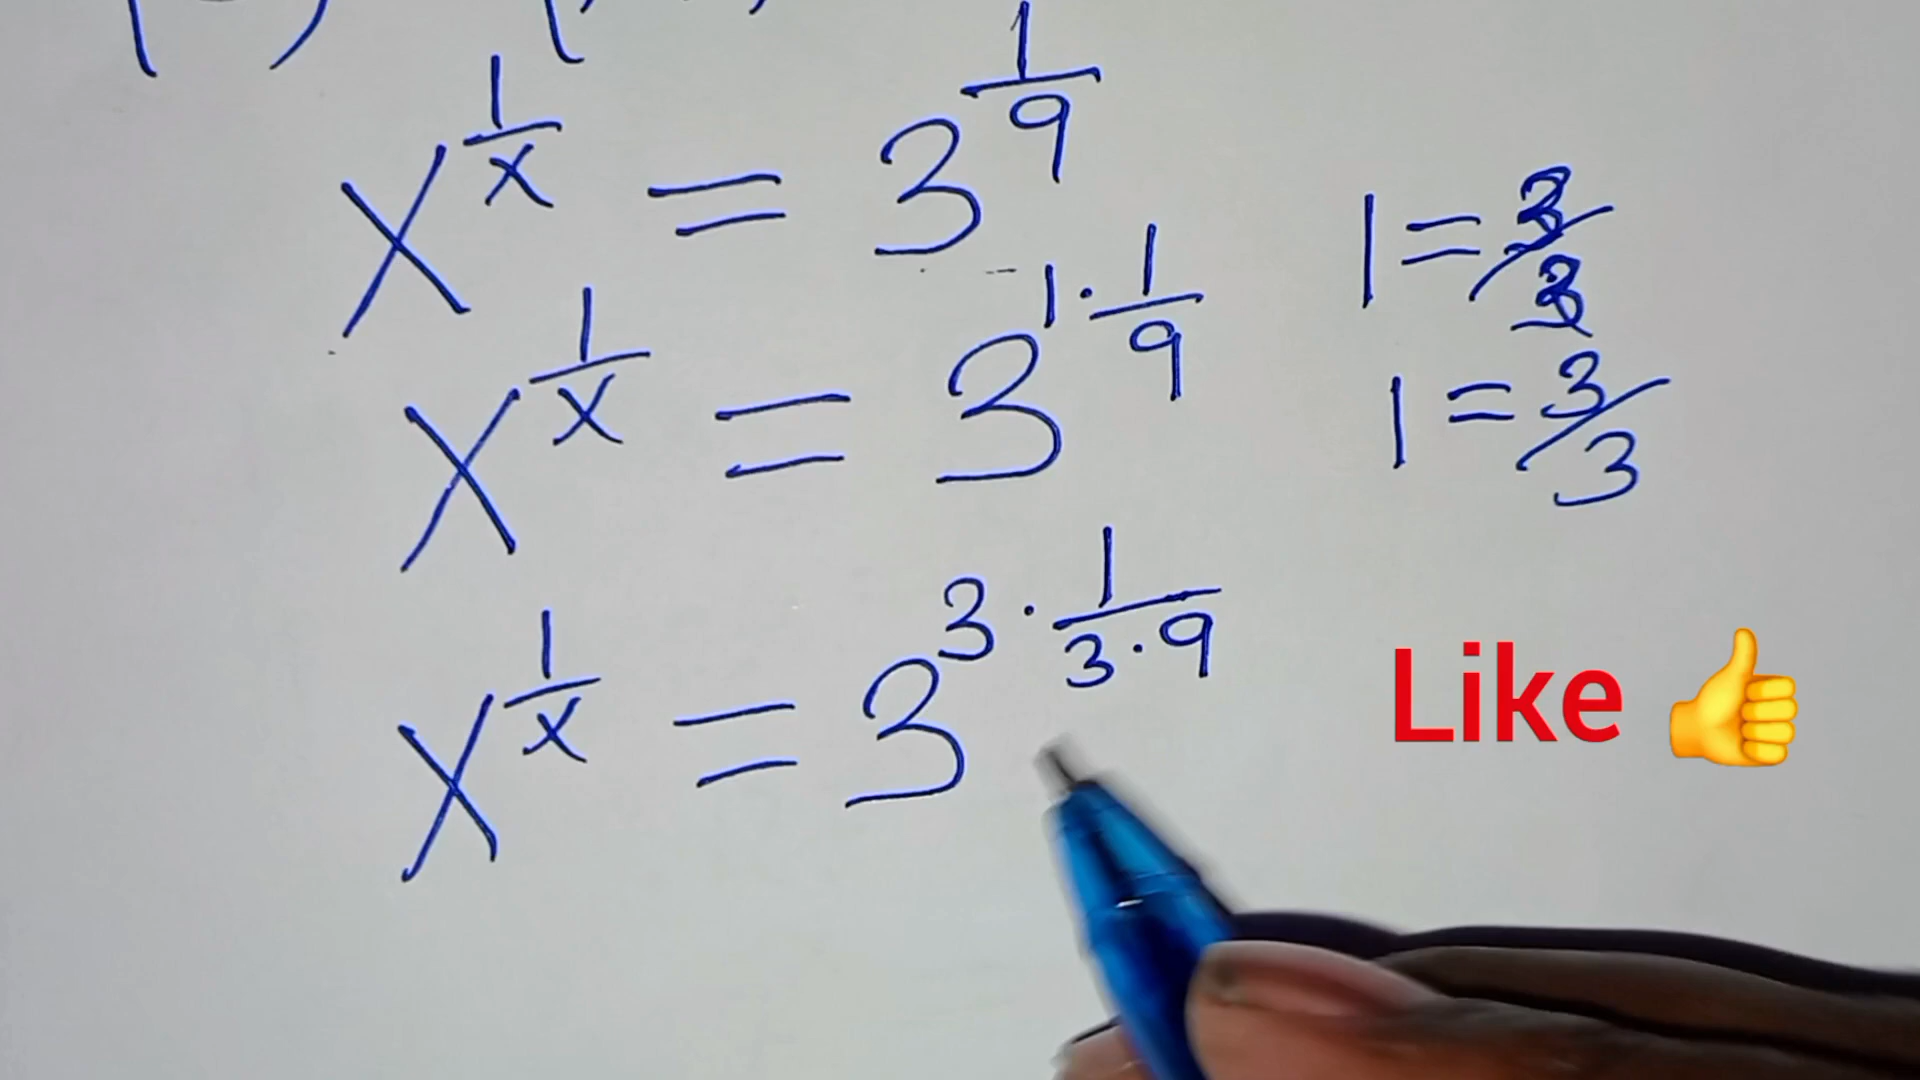 x^(1/x) = 3^(1/9)
x^(1/x) = 3^(1·1/9)
x^(1/x) = 3^(3·1/(3·9))
1 = 3/3
1 = 3/3
Like 👍